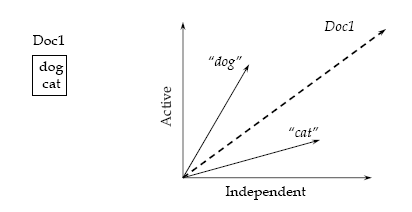 Doc1
dog
cat
Doc1
"dog"
"cat"
Active
Independent